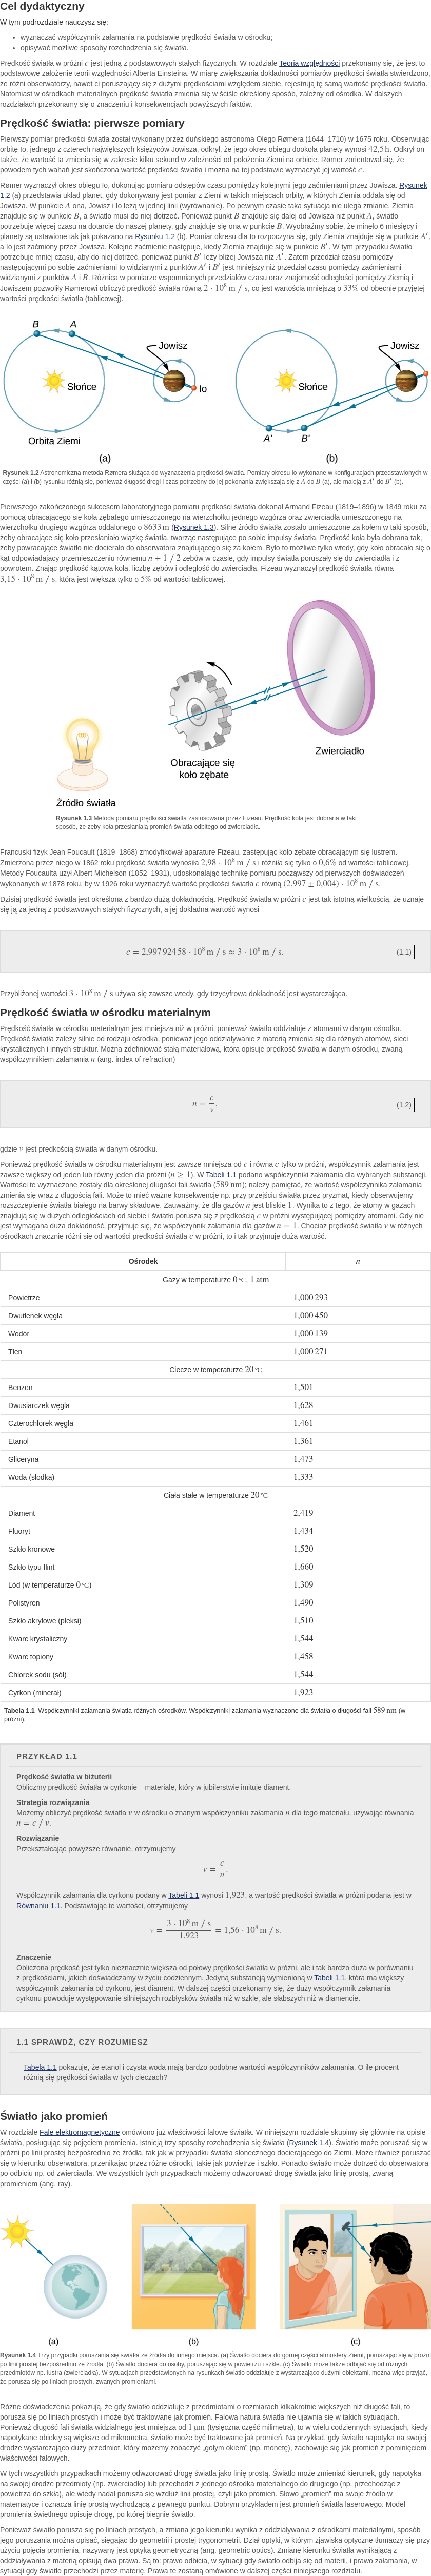 Cel dydaktyczny
W tym podrozdziale nauczysz się:
• wyznaczać współczynnik załamania na podstawie prędkości światła w ośrodku;
• opisywać możliwe sposoby rozchodzenia się światła.
Prędkość światła w próżni c jest jedną z podstawowych stałych fizycznych. W rozdziale Teoria względności przekonamy się, że jest to
podstawowe założenie teorii względności Alberta Einsteina. W miarę zwiększania dokładności pomiarów prędkości światła stwierdzono,
że różni obserwatorzy, nawet ci poruszający się z dużymi prędkościami względem siebie, rejestrują tę samą wartość prędkości światła.
Natomiast w ośrodkach materialnych prędkość światła zmienia się w ściśle określony sposób, zależny od ośrodka. W dalszych
rozdziałach przekonamy się o znaczeniu i konsekwencjach powyższych faktów.
Prędkość światła: pierwsze pomiary
Pierwszy pomiar prędkości światła został wykonany przez duńskiego astronoma Olego Rømera (1644–1710) w 1675 roku. Obserwując
orbitę Io, jednego z czterech największych księżyców Jowisza, odkrył, że jego okres obiegu dookoła planety wynosi 42,5 h. Odkrył on
także, że wartość ta zmienia się w zakresie kilku sekund w zależności od położenia Ziemi na orbicie. Rømer zorientował się, że
powodem tych wahań jest skończona wartość prędkości światła i można na tej podstawie wyznaczyć jej wartość c.
Rømer wyznaczył okres obiegu Io, dokonując pomiaru odstępów czasu pomiędzy kolejnymi jego zaćmieniami przez Jowisza. Rysunek
1.2 (a) przedstawia układ planet, gdy dokonywany jest pomiar z Ziemi w takich miejscach orbity, w których Ziemia oddala się od
Jowisza. W punkcie A ona, Jowisz i Io leżą w jednej linii (wyrównanie). Po pewnym czasie taka sytuacja nie ulega zmianie, Ziemia
znajduje się w punkcie B, a światło musi do niej dotrzeć. Ponieważ punkt B znajduje się dalej od Jowisza niż punkt A, światło
potrzebuje więcej czasu na dotarcie do naszej planety, gdy znajduje się ona w punkcie B. Wyobraźmy sobie, że minęło 6 miesięcy i
planety są ustawione tak jak pokazano na Rysunku 1.2 (b). Pomiar okresu dla Io rozpoczyna się, gdy Ziemia znajduje się w punkcie A′,
a Io jest zaćmiony przez Jowisza. Kolejne zaćmienie następuje, kiedy Ziemia znajduje się w punkcie B′. W tym przypadku światło
potrzebuje mniej czasu, aby do niej dotrzeć, ponieważ punkt B′ leży bliżej Jowisza niż A′. Zatem przedział czasu pomiędzy
następującymi po sobie zaćmieniami Io widzianymi z punktów A′ i B′ jest mniejszy niż przedział czasu pomiędzy zaćmieniami
widzianymi z punktów A i B. Różnica w pomiarze wspomnianych przedziałów czasu oraz znajomość odległości pomiędzy Ziemią i
Jowiszem pozwoliły Rømerowi obliczyć prędkość światła równą 2 · 10⁸ m / s, co jest wartością mniejszą o 33% od obecnie przyjętej
wartości prędkości światła (tablicowej).
B A Jowisz Słońce Io Orbita Ziemi (a)
Jowisz Słońce A′ B′ (b)
Rysunek 1.2 Astronomiczna metoda Rømera służąca do wyznaczenia prędkości światła. Pomiary okresu Io wykonane w konfiguracjach przedstawionych w
części (a) i (b) rysunku różnią się, ponieważ długość drogi i czas potrzebny do jej pokonania zwiększają się z A do B (a), ale maleją z A′ do B′ (b).
Pierwszego zakończonego sukcesem laboratoryjnego pomiaru prędkości światła dokonał Armand Fizeau (1819–1896) w 1849 roku za
pomocą obracającego się koła zębatego umieszczonego na wierzchołku jednego wzgórza oraz zwierciadła umieszczonego na
wierzchołku drugiego wzgórza oddalonego o 8633 m (Rysunek 1.3). Silne źródło światła zostało umieszczone za kołem w taki sposób,
żeby obracające się koło przesłaniało wiązkę światła, tworząc następujące po sobie impulsy światła. Prędkość koła była dobrana tak,
żeby powracające światło nie docierało do obserwatora znajdującego się za kołem. Było to możliwe tylko wtedy, gdy koło obracało się o
kąt odpowiadający przemieszczeniu równemu n + 1 / 2 zębów w czasie, gdy impulsy światła poruszały się do zwierciadła i z
powrotem. Znając prędkość kątową koła, liczbę zębów i odległość do zwierciadła, Fizeau wyznaczył prędkość światła równą
3,15 · 10⁸ m / s, która jest większa tylko o 5% od wartości tablicowej.
Zwierciadło
Obracające się
koło zębate
Źródło światła
Rysunek 1.3 Metoda pomiaru prędkości światła zastosowana przez Fizeau. Prędkość koła jest dobrana w taki
sposób, że zęby koła przesłaniają promień światła odbitego od zwierciadła.
Francuski fizyk Jean Foucault (1819–1868) zmodyfikował aparaturę Fizeau, zastępując koło zębate obracającym się lustrem.
Zmierzona przez niego w 1862 roku prędkość światła wynosiła 2,98 · 10⁸ m / s i różniła się tylko o 0,6% od wartości tablicowej.
Metody Foucaulta użył Albert Michelson (1852–1931), udoskonalając technikę pomiaru począwszy od pierwszych doświadczeń
wykonanych w 1878 roku, by w 1926 roku wyznaczyć wartość prędkości światła c równą (2,997 ± 0,004) · 10⁸ m / s.
Dzisiaj prędkość światła jest określona z bardzo dużą dokładnością. Prędkość światła w próżni c jest tak istotną wielkością, że uznaje
się ją za jedną z podstawowych stałych fizycznych, a jej dokładna wartość wynosi
c = 2,997 924 58 · 10⁸ m / s ≈ 3 · 10⁸ m / s. (1.1)
Przybliżonej wartości 3 · 10⁸ m / s używa się zawsze wtedy, gdy trzycyfrowa dokładność jest wystarczająca.
Prędkość światła w ośrodku materialnym
Prędkość światła w ośrodku materialnym jest mniejsza niż w próżni, ponieważ światło oddziałuje z atomami w danym ośrodku.
Prędkość światła zależy silnie od rodzaju ośrodka, ponieważ jego oddziaływanie z materią zmienia się dla różnych atomów, sieci
krystalicznych i innych struktur. Można zdefiniować stałą materiałową, która opisuje prędkość światła w danym ośrodku, zwaną
współczynnikiem załamania n (ang. index of refraction)
n = c/v, (1.2)
gdzie v jest prędkością światła w danym ośrodku.
Ponieważ prędkość światła w ośrodku materialnym jest zawsze mniejsza od c i równa c tylko w próżni, współczynnik załamania jest
zawsze większy od jeden lub równy jeden dla próżni (n ≥ 1). W Tabeli 1.1 podano współczynniki załamania dla wybranych substancji.
Wartości te wyznaczone zostały dla określonej długości fali światła (589 nm); należy pamiętać, że wartość współczynnika załamania
zmienia się wraz z długością fali. Może to mieć ważne konsekwencje np. przy przejściu światła przez pryzmat, kiedy obserwujemy
rozszczepienie światła białego na barwy składowe. Zauważmy, że dla gazów n jest bliskie 1. Wynika to z tego, że atomy w gazach
znajdują się w dużych odległościach od siebie i światło porusza się z prędkością c w próżni występującej pomiędzy atomami. Gdy nie
jest wymagana duża dokładność, przyjmuje się, że współczynnik załamania dla gazów n = 1. Chociaż prędkość światła v w różnych
ośrodkach znacznie różni się od wartości prędkości światła c w próżni, to i tak przyjmuje dużą wartość.
Ośrodek n
Gazy w temperaturze 0 °C, 1 atm
Powietrze 1,000 293
Dwutlenek węgla 1,000 450
Wodór 1,000 139
Tlen 1,000 271
Ciecze w temperaturze 20 °C
Benzen 1,501
Dwusiarczek węgla 1,628
Czterochlorek węgla 1,461
Etanol 1,361
Gliceryna 1,473
Woda (słodka) 1,333
Ciała stałe w temperaturze 20 °C
Diament 2,419
Fluoryt 1,434
Szkło kronowe 1,520
Szkło typu flint 1,660
Lód (w temperaturze 0 °C) 1,309
Polistyren 1,490
Szkło akrylowe (pleksi) 1,510
Kwarc krystaliczny 1,544
Kwarc topiony 1,458
Chlorek sodu (sól) 1,544
Cyrkon (minerał) 1,923
Tabela 1.1 Współczynniki załamania światła różnych ośrodków. Współczynniki załamania wyznaczone dla światła o długości fali 589 nm (w
próżni).
PRZYKŁAD 1.1
Prędkość światła w biżuterii
Obliczmy prędkość światła w cyrkonie – materiale, który w jubilerstwie imituje diament.
Strategia rozwiązania
Możemy obliczyć prędkość światła v w ośrodku o znanym współczynniku załamania n dla tego materiału, używając równania
n = c / v.
Rozwiązanie
Przekształcając powyższe równanie, otrzymujemy
v = c/n.
Współczynnik załamania dla cyrkonu podany w Tabeli 1.1 wynosi 1,923, a wartość prędkości światła w próżni podana jest w
Równaniu 1.1. Podstawiając te wartości, otrzymujemy
v = 3 · 10⁸ m / s / 1,923 = 1,56 · 10⁸ m / s.
Znaczenie
Obliczona prędkość jest tylko nieznacznie większa od połowy prędkości światła w próżni, ale i tak bardzo duża w porównaniu
z prędkościami, jakich doświadczamy w życiu codziennym. Jedyną substancją wymienioną w Tabeli 1.1, która ma większy
współczynnik załamania od cyrkonu, jest diament. W dalszej części przekonamy się, że duży współczynnik załamania
cyrkonu powoduje występowanie silniejszych rozbłysków światła niż w szkle, ale słabszych niż w diamencie.
1.1 SPRAWDŹ, CZY ROZUMIESZ
Tabela 1.1 pokazuje, że etanol i czysta woda mają bardzo podobne wartości współczynników załamania. O ile procent
różnią się prędkości światła w tych cieczach?
Światło jako promień
W rozdziale Fale elektromagnetyczne omówiono już właściwości falowe światła. W niniejszym rozdziale skupimy się głównie na opisie
światła, posługując się pojęciem promienia. Istnieją trzy sposoby rozchodzenia się światła (Rysunek 1.4). Światło może poruszać się w
próżni po linii prostej bezpośrednio ze źródła, tak jak w przypadku światła słonecznego docierającego do Ziemi. Może również poruszać
się w kierunku obserwatora, przenikając przez różne ośrodki, takie jak powietrze i szkło. Ponadto światło może dotrzeć do obserwatora
po odbiciu np. od zwierciadła. We wszystkich tych przypadkach możemy odwzorować drogę światła jako linię prostą, zwaną
promieniem (ang. ray).
(a) (b) (c)
Rysunek 1.4 Trzy przypadki poruszania się światła ze źródła do innego miejsca. (a) Światło dociera do górnej części atmosfery Ziemi, poruszając się w próżni
po linii prostej bezpośrednio ze źródła. (b) Światło dociera do osoby, poruszając się w powietrzu i szkle. (c) Światło może także odbijać się od różnych
przedmiotów np. lustra (zwierciadła). W sytuacjach przedstawionych na rysunkach światło oddziałuje z wystarczająco dużymi obiektami, można więc przyjąć,
że porusza się po liniach prostych, zwanych promieniami.
Różne doświadczenia pokazują, że gdy światło oddziałuje z przedmiotami o rozmiarach kilkakrotnie większych niż długość fali, to
porusza się po liniach prostych i może być traktowane jak promień. Falowa natura światła nie ujawnia się w takich sytuacjach.
Ponieważ długość fali światła widzialnego jest mniejsza od 1 μm (tysięczna część milimetra), to w wielu codziennych sytuacjach, kiedy
napotykane obiekty są większe od mikrometra, światło może być traktowane jak promień. Na przykład, gdy światło napotyka na swojej
drodze wystarczająco duży przedmiot, który możemy zobaczyć „gołym okiem” (np. monetę), zachowuje się jak promień z pominięciem
właściwości falowych.
W tych wszystkich przypadkach możemy odwzorować drogę światła jako linię prostą. Światło może zmieniać kierunek, gdy napotyka
na swojej drodze przedmioty (np. zwierciadło) lub przechodzi z jednego ośrodka materialnego do drugiego (np. przechodząc z
powietrza do szkła), ale wtedy nadal porusza się wzdłuż linii prostej, czyli jako promień. Słowo „promień” ma swoje źródło w
matematyce i oznacza linię prostą wychodzącą z pewnego punktu. Dobrym przykładem jest promień światła laserowego. Model
promienia świetlnego opisuje drogę, po której biegnie światło.
Ponieważ światło porusza się po liniach prostych, a zmiana jego kierunku wynika z oddziaływania z ośrodkami materialnymi, sposób
jego poruszania można opisać, sięgając do geometrii i prostej trygonometrii. Dział optyki, w którym zjawiska optyczne tłumaczy się przy
użyciu pojęcia promienia, nazywany jest optyką geometryczną (ang. geometric optics). Zmianę kierunku światła wynikającą z
oddziaływania z materią opisują dwa prawa. Są to: prawo odbicia, w sytuacji gdy światło odbija się od materii, i prawo załamania, w
sytuacji gdy światło przechodzi przez materię. Prawa te zostaną omówione w dalszej części niniejszego rozdziału.